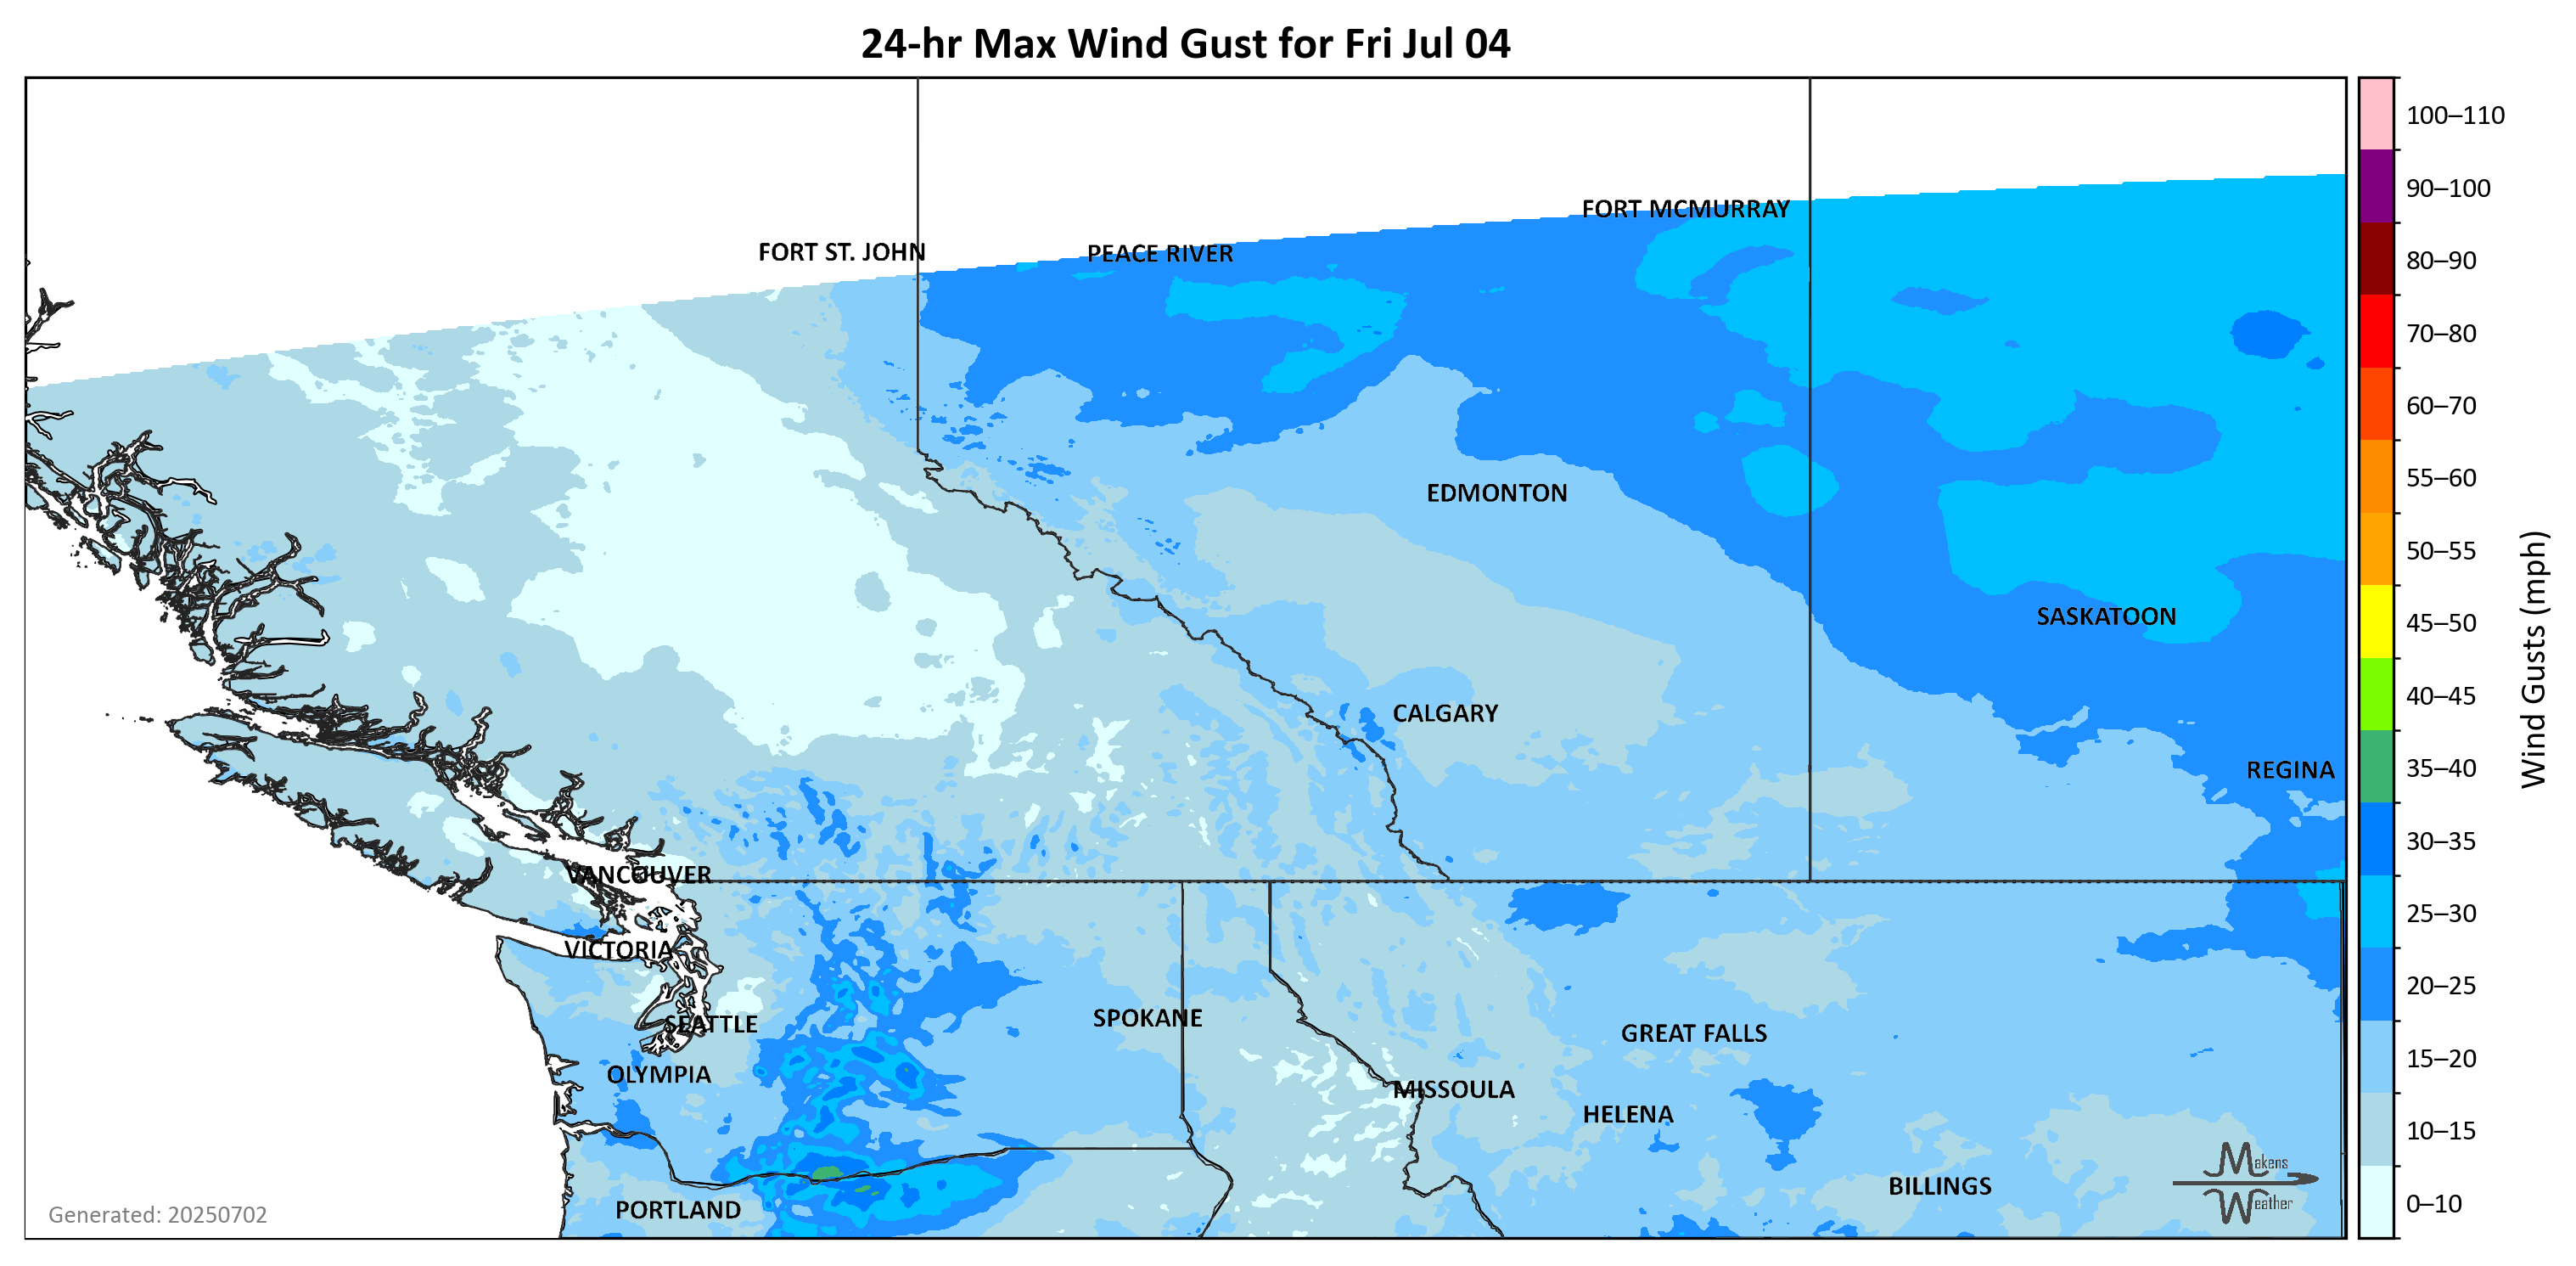 24-hr Max Wind Gust for Fri Jul 04
100–110
90–100
80–90
70–80
60–70
55–60
50–55
45–50
40–45
35–40
30–35
25–30
20–25
15–20
10–15
0–10
Wind Gusts (mph)
FORT MCMURRAY
FORT ST. JOHN
PEACE RIVER
EDMONTON
SASKATOON
CALGARY
REGINA
VANCOUVER
VICTORIA
SEATTLE
SPOKANE
GREAT FALLS
OLYMPIA
MISSOULA
HELENA
BILLINGS
PORTLAND
Makens
Weather
Generated: 20250702